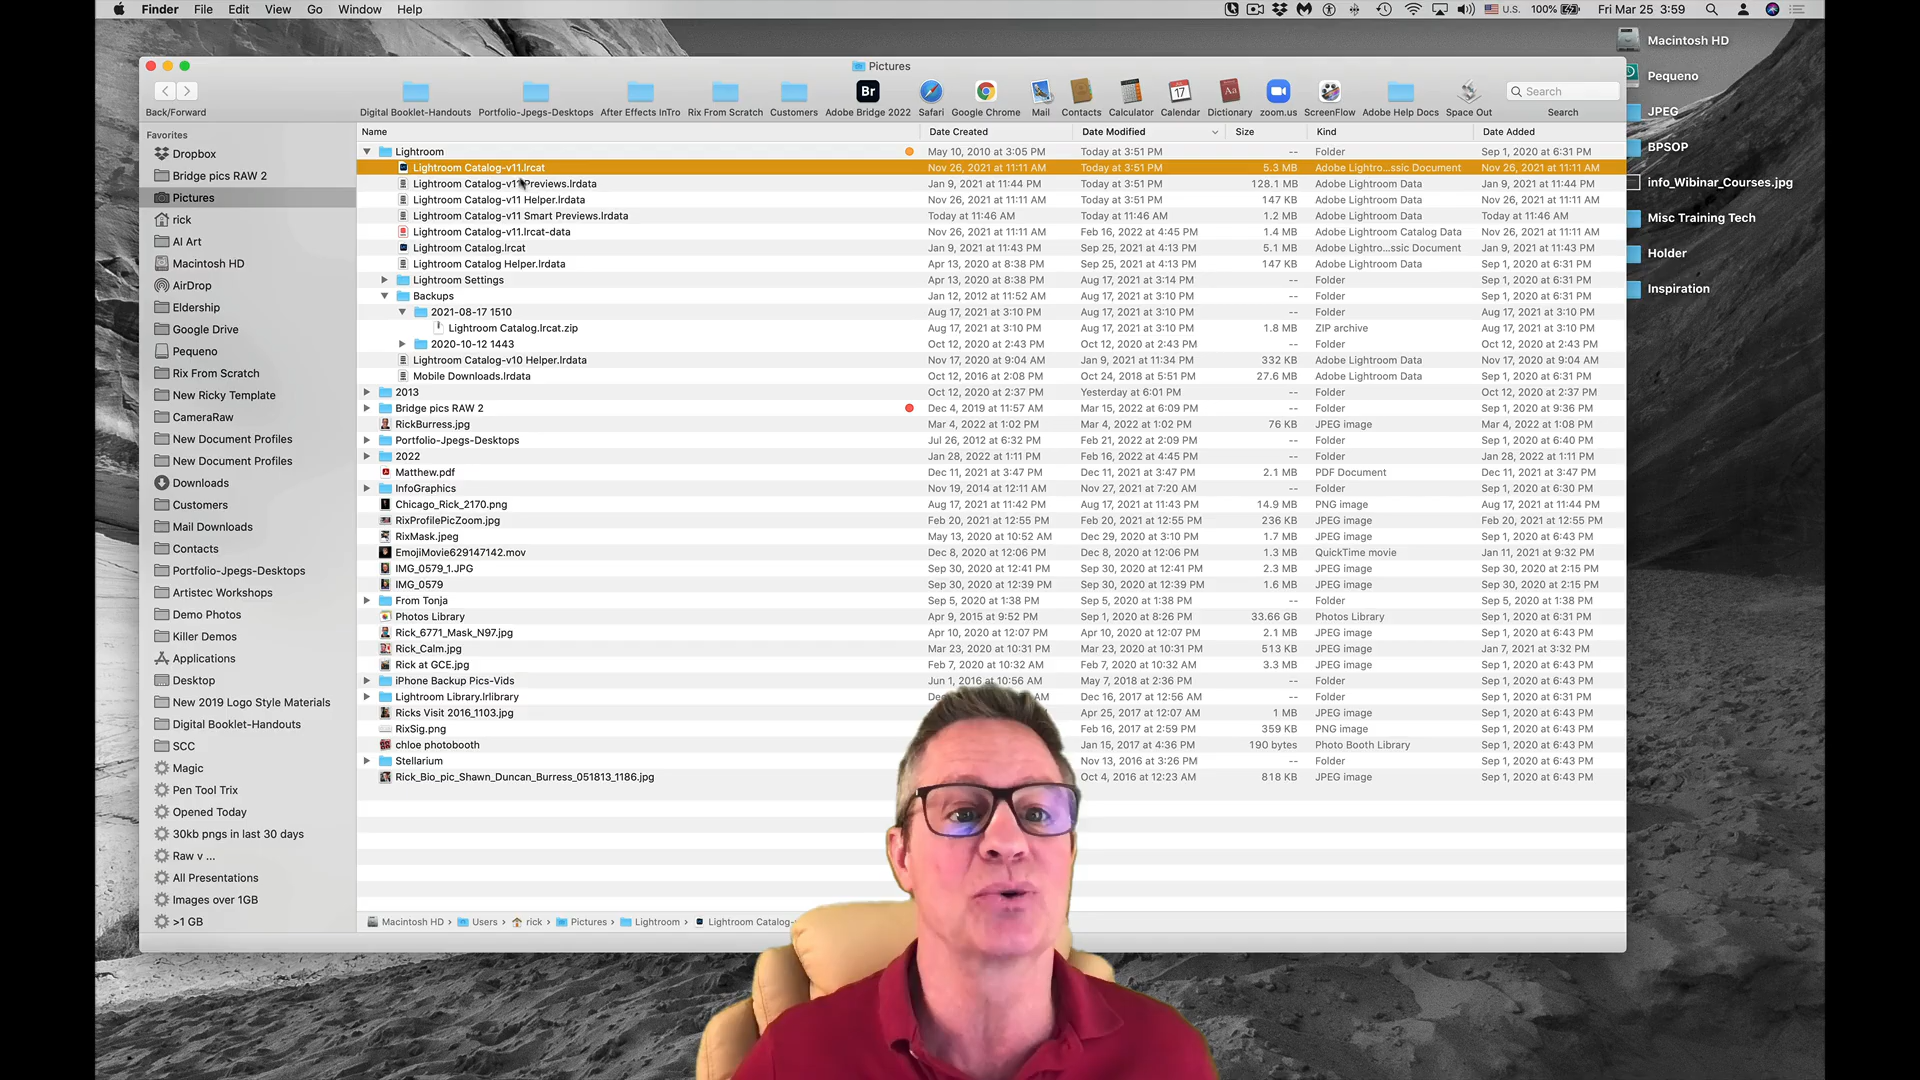 Finder File Edit View Go Window Help
U.S. 100% Fri Mar 25 3:59
Pictures
Back/Forward
Digital Booklet-Handouts Portfolio-Jpegs-Desktops After Effects InTro Rix From Scratch Customers Adobe Bridge 2022 Safari Google Chrome Mail Contacts Calculator Calendar Dictionary zoom.us ScreenFlow Adobe Help Docs Space Out Search
Br
17
Aa
Search
Name Date Created Date Modified Size Kind Date Added
Lightroom May 10, 2010 at 3:05 PM Today at 3:51 PM -- Folder Sep 1, 2020 at 6:31 PM
Lightroom Catalog-v11.lrcat Nov 26, 2021 at 11:11 AM Today at 3:51 PM 5.3 MB Adobe Lightro...ssic Document Nov 26, 2021 at 11:11 AM
Lightroom Catalog-v11 Previews.lrdata Jan 9, 2021 at 11:44 PM Today at 3:51 PM 128.1 MB Adobe Lightroom Data Jan 9, 2021 at 11:44 PM
Lightroom Catalog-v11 Helper.lrdata Nov 26, 2021 at 11:11 AM Today at 3:51 PM 147 KB Adobe Lightroom Data Nov 26, 2021 at 11:11 AM
Lightroom Catalog-v11 Smart Previews.lrdata Today at 11:46 AM Today at 11:46 AM 1.2 MB Adobe Lightroom Data Today at 11:46 AM
Lightroom Catalog-v11.lrcat-data Nov 26, 2021 at 11:11 AM Feb 16, 2022 at 4:45 PM 1.4 MB Adobe Lightroom Catalog Data Nov 26, 2021 at 11:11 AM
Lightroom Catalog.lrcat Jan 9, 2021 at 11:43 PM Sep 25, 2021 at 4:13 PM 5.1 MB Adobe Lightro...ssic Document Jan 9, 2021 at 11:43 PM
Lightroom Catalog Helper.lrdata Apr 13, 2020 at 8:38 PM Sep 25, 2021 at 4:13 PM 147 KB Adobe Lightroom Data Sep 1, 2020 at 6:31 PM
Lightroom Settings Apr 13, 2020 at 8:38 PM Aug 17, 2021 at 3:14 PM -- Folder Sep 1, 2020 at 6:31 PM
Backups Jan 12, 2012 at 11:52 AM Aug 17, 2021 at 3:10 PM -- Folder Sep 1, 2020 at 6:31 PM
2021-08-17 1510 Aug 17, 2021 at 3:10 PM Aug 17, 2021 at 3:10 PM -- Folder Aug 17, 2021 at 3:10 PM
Lightroom Catalog.lrcat.zip Aug 17, 2021 at 3:10 PM Aug 17, 2021 at 3:10 PM 1.8 MB ZIP archive Aug 17, 2021 at 3:10 PM
2020-10-12 1443 Oct 12, 2020 at 2:43 PM Oct 12, 2020 at 2:43 PM -- Folder Oct 12, 2020 at 2:43 PM
Lightroom Catalog-v10 Helper.lrdata Nov 17, 2020 at 9:04 AM Jan 9, 2021 at 11:34 PM 332 KB Adobe Lightroom Data Nov 17, 2020 at 9:04 AM
Mobile Downloads.lrdata Oct 12, 2016 at 2:08 PM Oct 24, 2018 at 5:51 PM 27.6 MB Adobe Lightroom Data Sep 1, 2020 at 6:31 PM
2013 Oct 12, 2020 at 2:37 PM Yesterday at 6:01 PM -- Folder Oct 12, 2020 at 2:37 PM
Bridge pics RAW 2 Dec 4, 2019 at 11:57 AM Mar 15, 2022 at 6:09 PM -- Folder Sep 1, 2020 at 9:36 PM
RickBurress.jpg Mar 4, 2022 at 1:02 PM Mar 4, 2022 at 1:02 PM 76 KB JPEG image Mar 4, 2022 at 1:08 PM
Portfolio-Jpegs-Desktops Jul 26, 2012 at 6:32 PM Feb 21, 2022 at 2:09 PM -- Folder Sep 1, 2020 at 6:40 PM
2022 Jan 28, 2022 at 1:11 PM Feb 16, 2022 at 4:45 PM -- Folder Jan 28, 2022 at 1:11 PM
Matthew.pdf Dec 11, 2021 at 3:47 PM Dec 11, 2021 at 3:47 PM 2.1 MB PDF Document Dec 11, 2021 at 3:47 PM
InfoGraphics Nov 19, 2014 at 12:11 AM Nov 27, 2021 at 7:20 AM -- Folder Sep 1, 2020 at 6:30 PM
Chicago_Rick_2170.png Aug 17, 2021 at 11:42 PM Aug 17, 2021 at 11:43 PM 14.9 MB PNG image Aug 17, 2021 at 11:44 PM
RixProfilePicZoom.jpg Feb 20, 2021 at 12:55 PM Feb 20, 2021 at 12:55 PM 236 KB JPEG image Feb 20, 2021 at 12:55 PM
RixMask.jpeg May 13, 2020 at 10:52 AM Dec 29, 2020 at 3:10 PM 1.7 MB JPEG image Sep 1, 2020 at 6:43 PM
EmojiMovie629147142.mov Dec 8, 2020 at 12:06 PM Dec 8, 2020 at 12:06 PM 1.3 MB QuickTime movie Jan 11, 2021 at 9:32 PM
IMG_0579_1.JPG Sep 30, 2020 at 12:41 PM Sep 30, 2020 at 12:41 PM 2.3 MB JPEG image Sep 30, 2020 at 2:15 PM
IMG_0579 Sep 30, 2020 at 12:39 PM Sep 30, 2020 at 12:39 PM 1.6 MB JPEG image Sep 30, 2020 at 2:15 PM
From Tonja Sep 5, 2020 at 1:38 PM Sep 5, 2020 at 1:38 PM -- Folder Sep 5, 2020 at 1:38 PM
Photos Library Apr 9, 2015 at 9:52 PM Sep 1, 2020 at 8:26 PM 33.66 GB Photos Library Sep 1, 2020 at 6:31 PM
Rick_6771_Mask_N97.jpg Apr 10, 2020 at 12:07 PM Apr 10, 2020 at 12:07 PM 2.1 MB JPEG image Sep 1, 2020 at 6:43 PM
Rick_Calm.jpg Mar 23, 2020 at 10:31 PM Mar 23, 2020 at 10:31 PM 513 KB JPEG image Jan 7, 2021 at 3:32 PM
Rick at GCE.jpg Feb 7, 2020 at 10:32 AM Feb 7, 2020 at 10:32 AM 3.3 MB JPEG image Sep 1, 2020 at 6:43 PM
iPhone Backup Pics-Vids Jun 1, 2016 at 10:56 AM May 7, 2018 at 2:36 PM -- Folder Sep 1, 2020 at 6:43 PM
Lightroom Library.lrlibrary AM Dec 16, 2017 at 12:56 AM -- Folder Sep 1, 2020 at 6:31 PM
Ricks Visit 2016_1103.jpg Apr 25, 2017 at 12:07 AM 1 MB JPEG image Sep 1, 2020 at 6:43 PM
RixSig.png Feb 16, 2017 at 2:59 PM 359 KB PNG image Sep 1, 2020 at 6:43 PM
chloe photobooth Jan 15, 2017 at 4:36 PM 190 bytes Photo Booth Library Sep 1, 2020 at 6:43 PM
Stellarium Nov 13, 2016 at 3:26 PM -- Folder Sep 1, 2020 at 6:43 PM
Rick_Bio_pic_Shawn_Duncan_Burress_051813_1186.jpg Oct 4, 2016 at 12:23 AM 818 KB JPEG image Sep 1, 2020 at 6:43 PM
Macintosh HD › Users › rick › Pictures › Lightroom › Lightroom Catalog-
Favorites
Dropbox
Bridge pics RAW 2
Pictures
rick
AI Art
Macintosh HD
AirDrop
Eldership
Google Drive
Pequeno
Rix From Scratch
New Ricky Template
CameraRaw
New Document Profiles
New Document Profiles
Downloads
Customers
Mail Downloads
Contacts
Portfolio-Jpegs-Desktops
Artistec Workshops
Demo Photos
Killer Demos
Applications
Desktop
New 2019 Logo Style Materials
Digital Booklet-Handouts
SCC
Magic
Pen Tool Trix
Opened Today
30kb pngs in last 30 days
Raw v ...
All Presentations
Images over 1GB
>1 GB
Macintosh HD
Pequeno
JPEG
BPSOP
info_Wibinar_Courses.jpg
Misc Training Tech
Holder
Inspiration